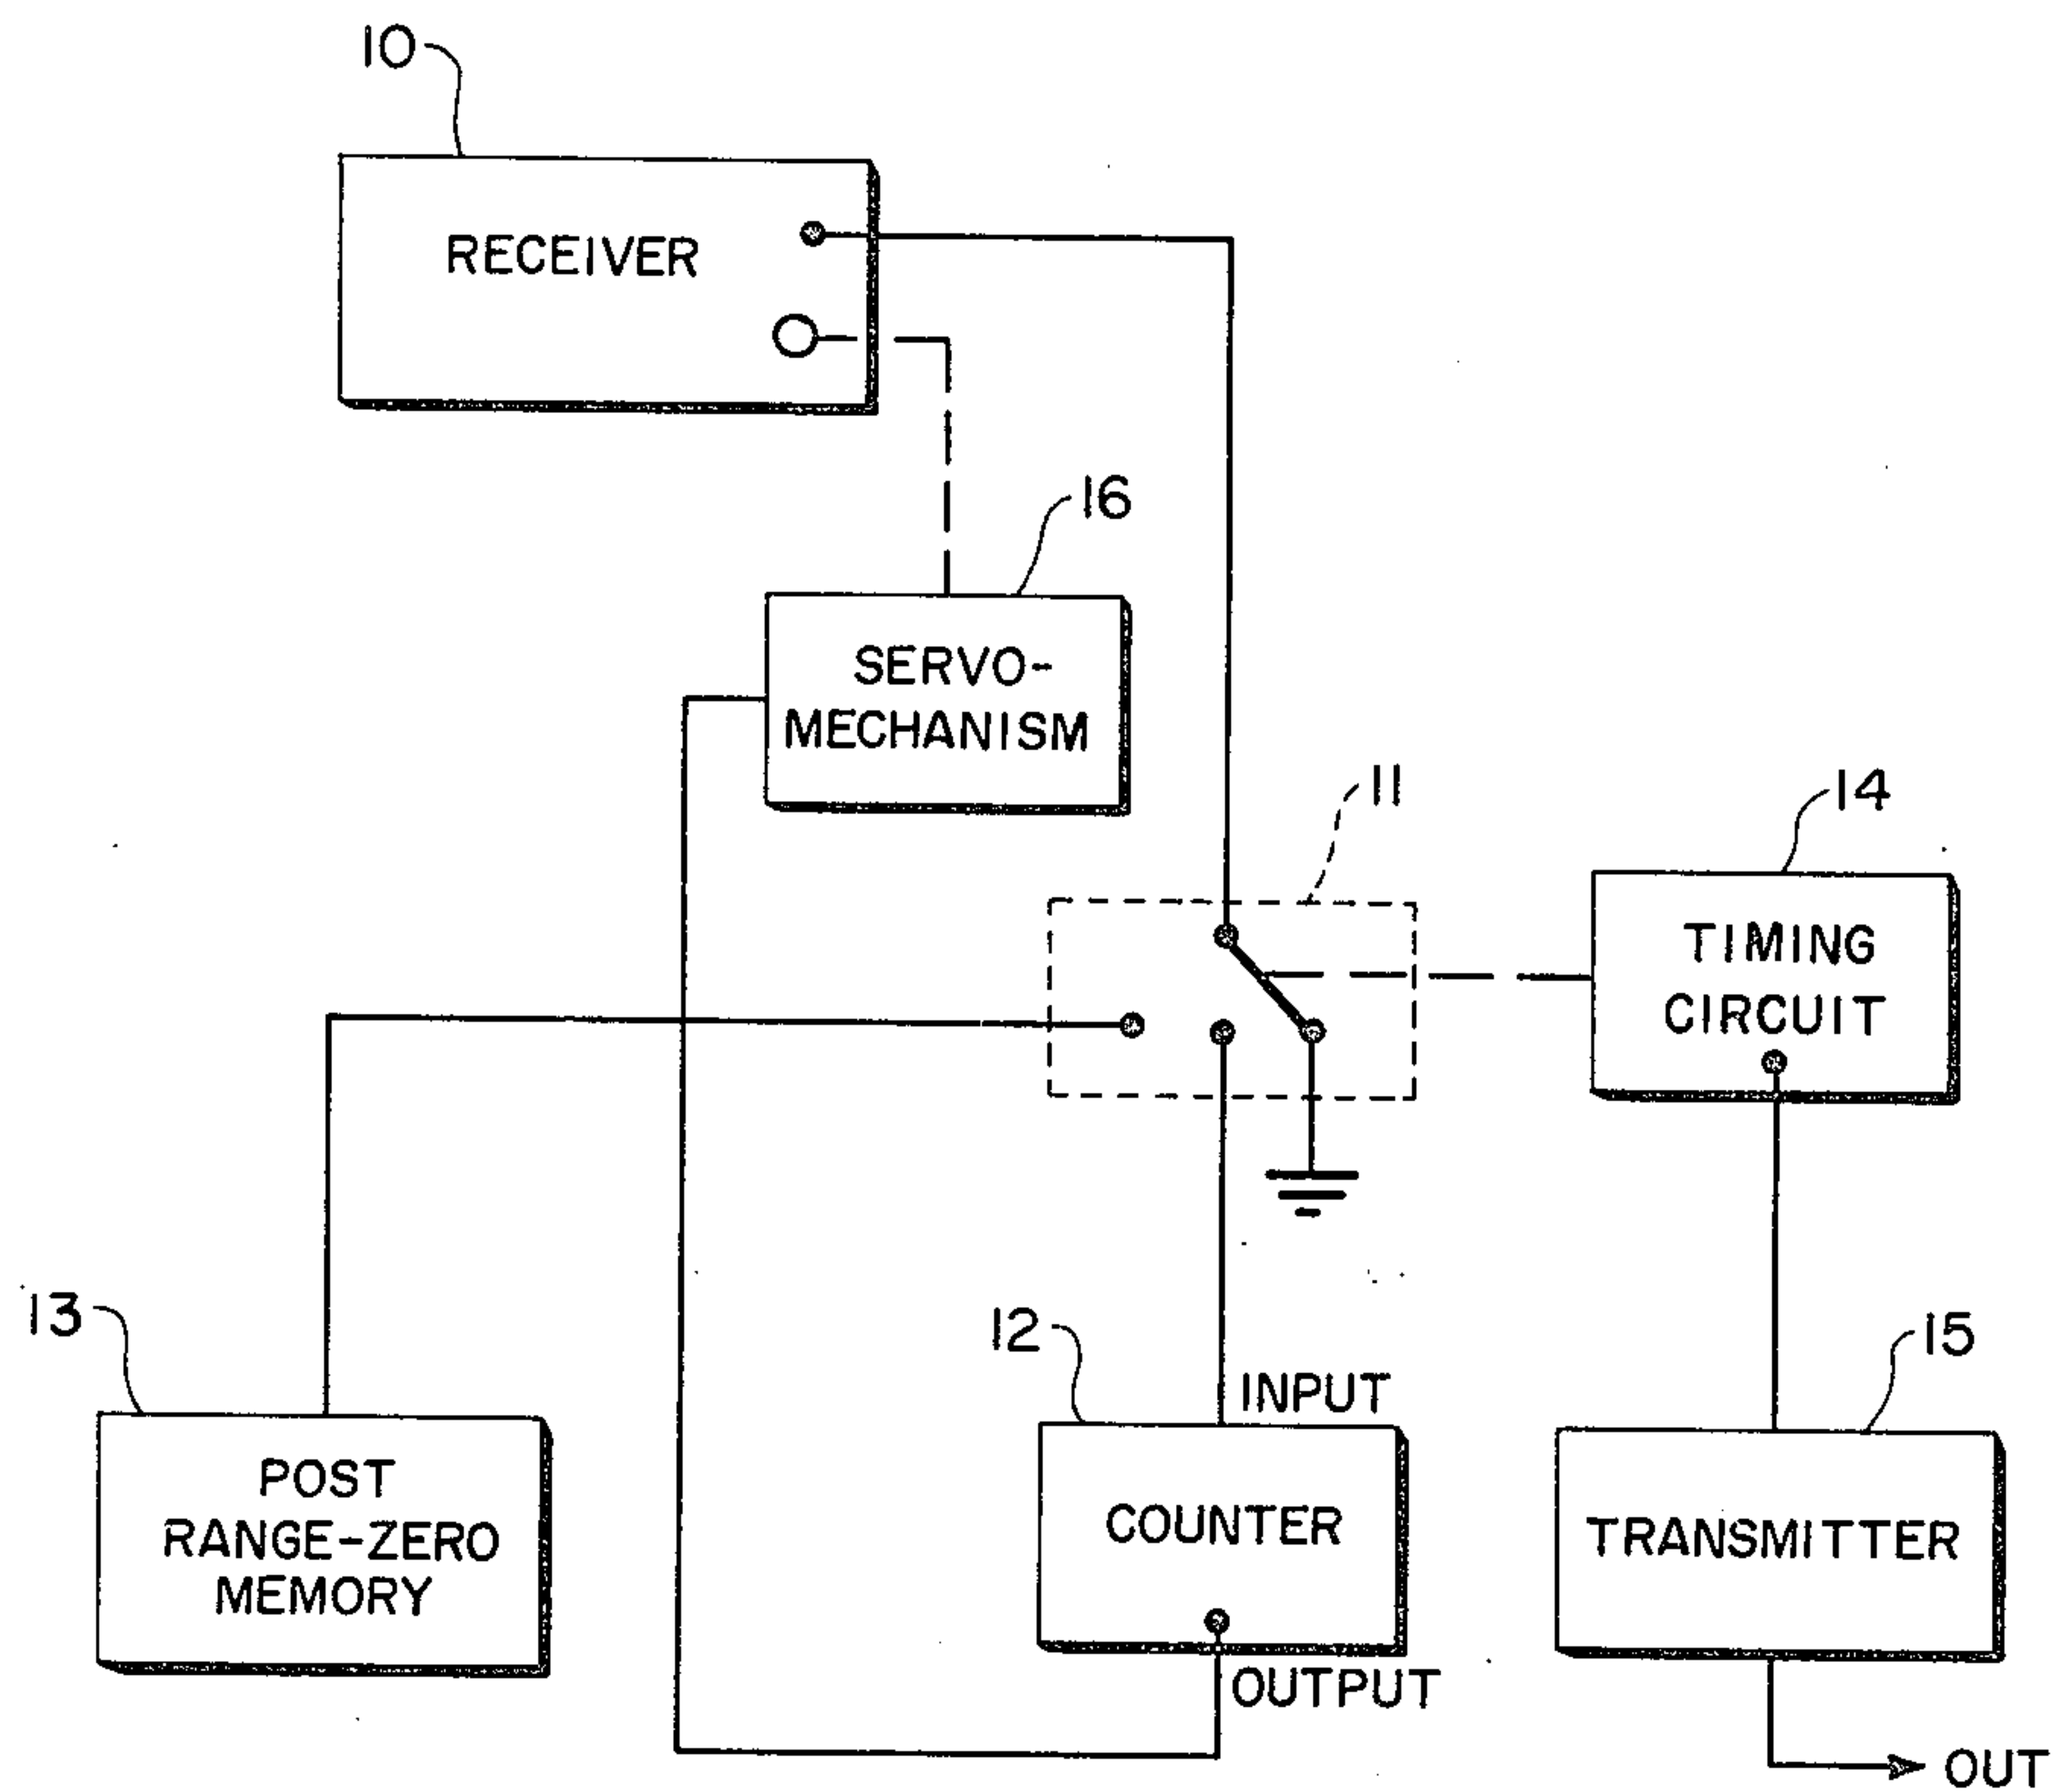 10
RECEIVER
16
SERVO-
MECHANISM
11
14
TIMING
CIRCUIT
13
POST
RANGE-ZERO
MEMORY
12
INPUT
COUNTER
OUTPUT
15
TRANSMITTER
OUT